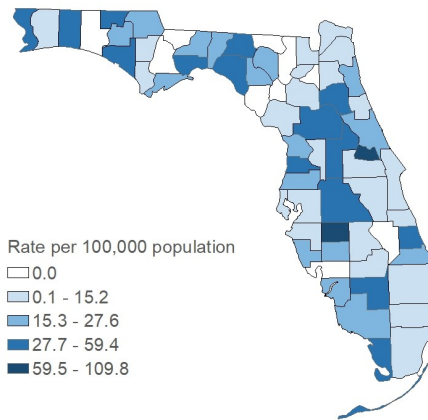 Rate per 100,000 population
0.0
0.1 - 15.2
15.3 - 27.6
27.7 - 59.4
59.5 - 109.8